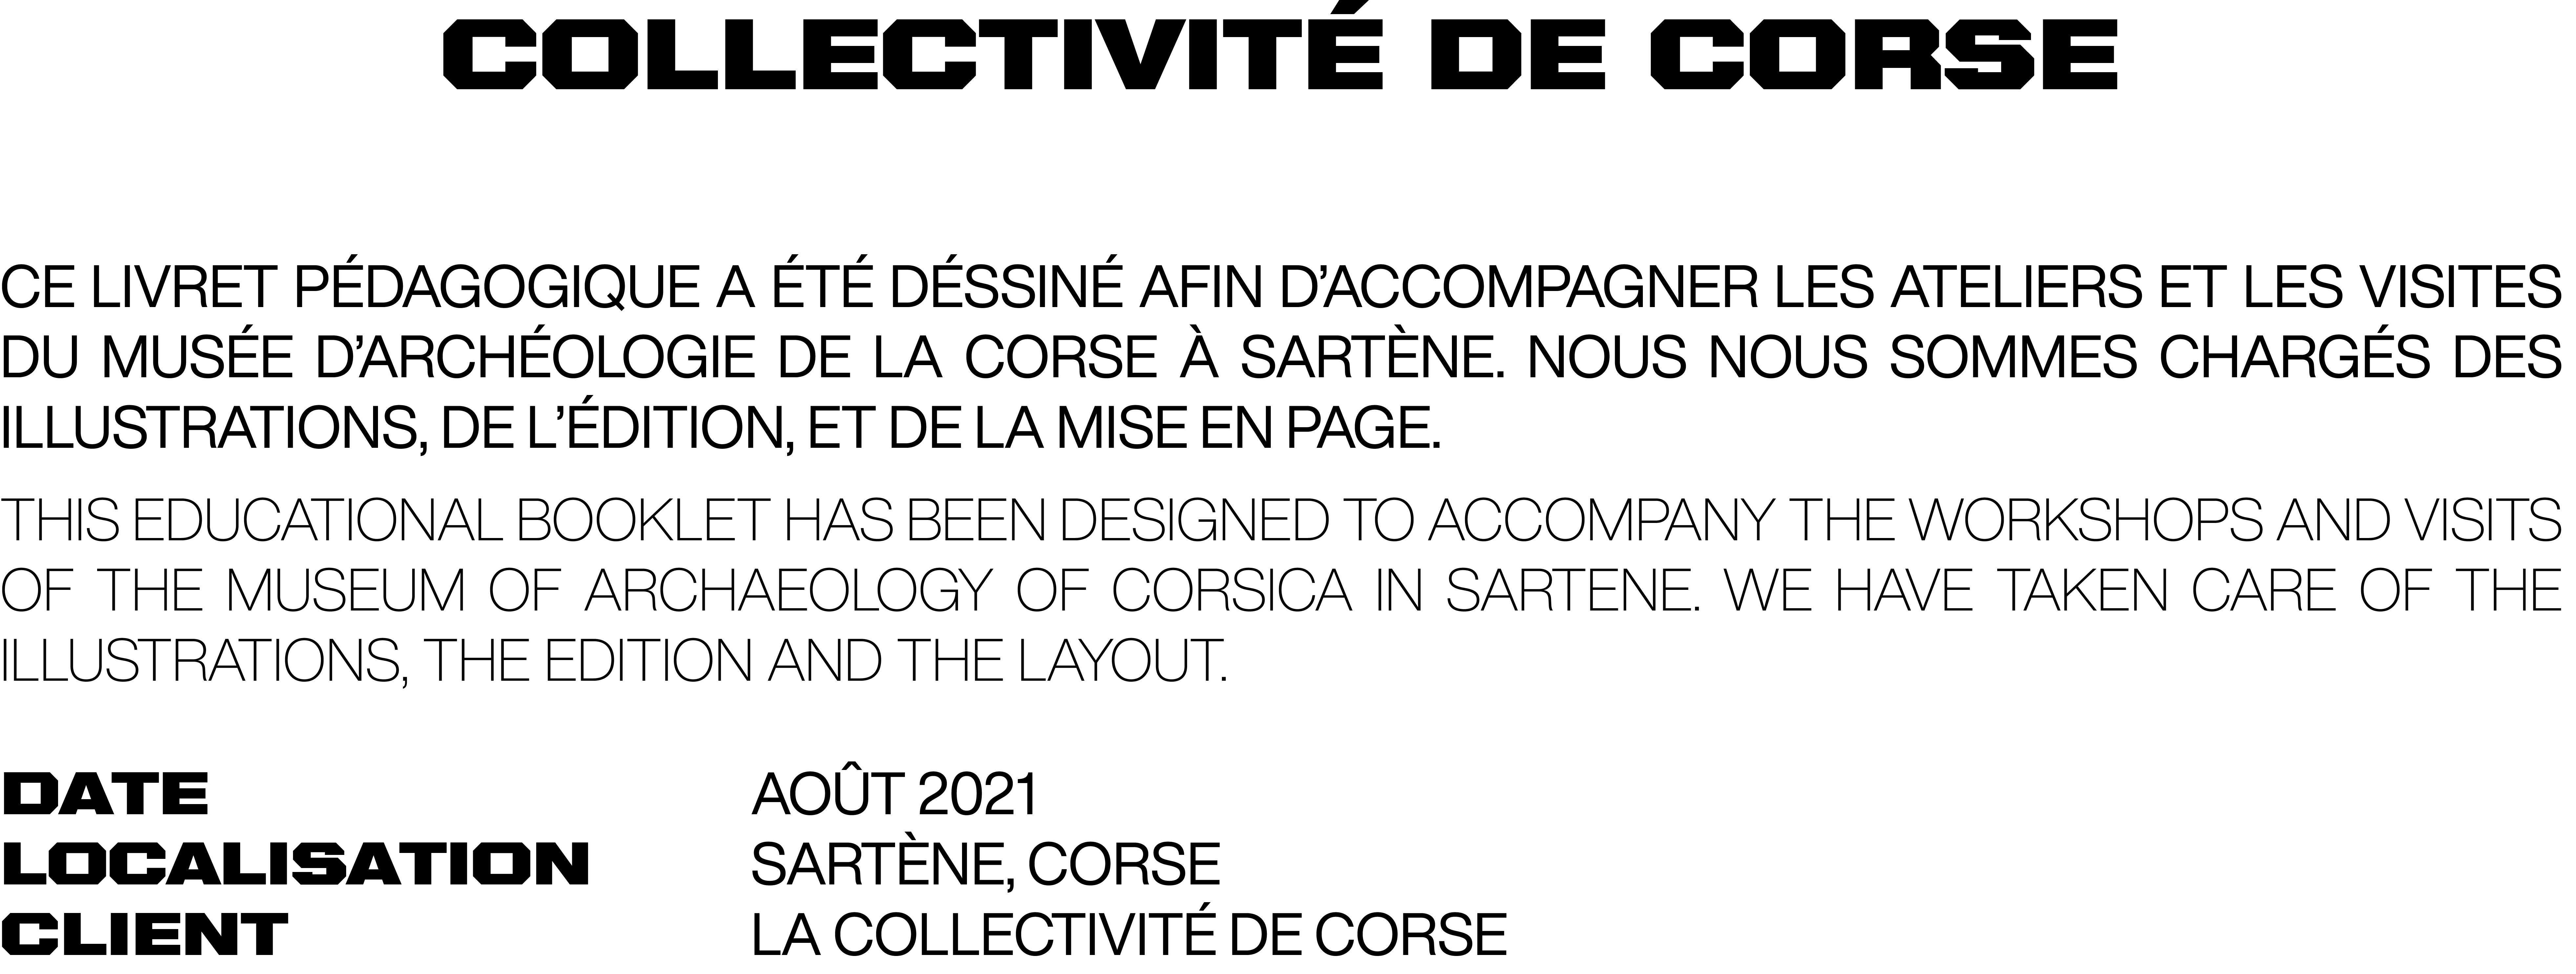 COLLECTIVITÉ DE CORSE
CE LIVRET PÉDAGOGIQUE A ÉTÉ DÉSSINÉ AFIN D’ACCOMPAGNER LES ATELIERS ET LES VISITES
DU MUSÉE D’ARCHÉOLOGIE DE LA CORSE À SARTÈNE. NOUS NOUS SOMMES CHARGÉS DES
ILLUSTRATIONS, DE L’ÉDITION, ET DE LA MISE EN PAGE.
THIS EDUCATIONAL BOOKLET HAS BEEN DESIGNED TO ACCOMPANY THE WORKSHOPS AND VISITS
OF THE MUSEUM OF ARCHAEOLOGY OF CORSICA IN SARTENE. WE HAVE TAKEN CARE OF THE
ILLUSTRATIONS, THE EDITION AND THE LAYOUT.
DATE AOÛT 2021
LOCALISATION SARTÈNE, CORSE
CLIENT LA COLLECTIVITÉ DE CORSE